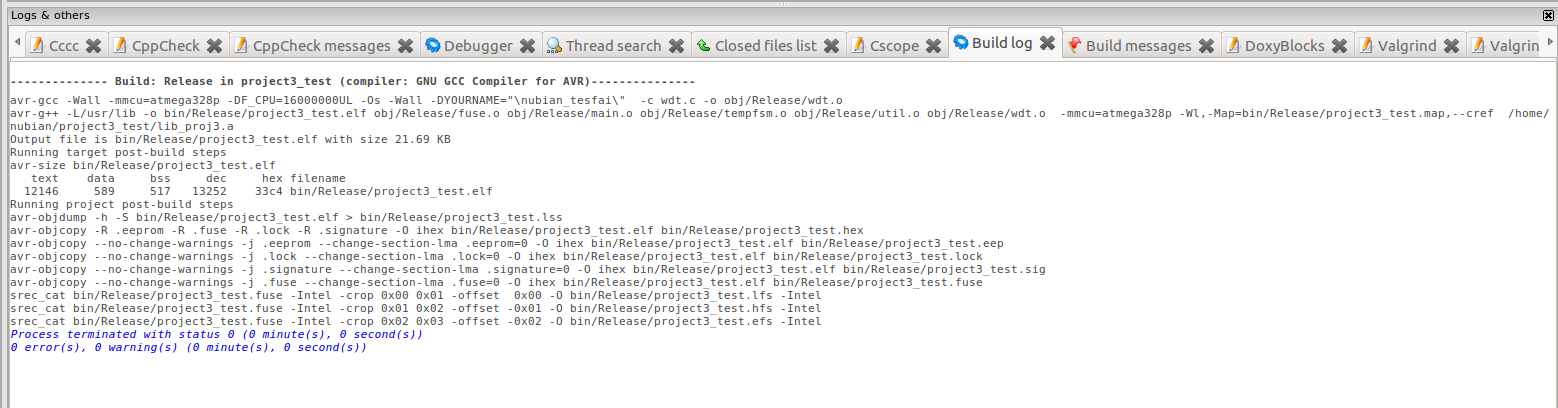 Logs & others
Cccc CppCheck CppCheck messages Debugger Thread search Closed files list Cscope Build log Build messages DoxyBlocks Valgrind Valgrin
-------------- Build: Release in project3_test (compiler: GNU GCC Compiler for AVR)---------------
avr-gcc -Wall -mmcu=atmega328p -DF_CPU=16000000UL -Os -Wall -DYOURNAME="\nubian_tesfai\"  -c wdt.c -o obj/Release/wdt.o
avr-g++ -L/usr/lib -o bin/Release/project3_test.elf obj/Release/fuse.o obj/Release/main.o obj/Release/tempfsm.o obj/Release/util.o obj/Release/wdt.o  -mmcu=atmega328p -Wl,-Map=bin/Release/project3_test.map,--cref  /home/
nubian/project3_test/lib_proj3.a
Output file is bin/Release/project3_test.elf with size 21.69 KB
Running target post-build steps
avr-size bin/Release/project3_test.elf
   text    data     bss     dec     hex filename
  12146     589     517   13252    33c4 bin/Release/project3_test.elf
Running project post-build steps
avr-objdump -h -S bin/Release/project3_test.elf > bin/Release/project3_test.lss
avr-objcopy -R .eeprom -R .fuse -R .lock -R .signature -O ihex bin/Release/project3_test.elf bin/Release/project3_test.hex
avr-objcopy --no-change-warnings -j .eeprom --change-section-lma .eeprom=0 -O ihex bin/Release/project3_test.elf bin/Release/project3_test.eep
avr-objcopy --no-change-warnings -j .lock --change-section-lma .lock=0 -O ihex bin/Release/project3_test.elf bin/Release/project3_test.lock
avr-objcopy --no-change-warnings -j .signature --change-section-lma .signature=0 -O ihex bin/Release/project3_test.elf bin/Release/project3_test.sig
avr-objcopy --no-change-warnings -j .fuse --change-section-lma .fuse=0 -O ihex bin/Release/project3_test.elf bin/Release/project3_test.fuse
srec_cat bin/Release/project3_test.fuse -Intel -crop 0x00 0x01 -offset  0x00 -O bin/Release/project3_test.lfs -Intel
srec_cat bin/Release/project3_test.fuse -Intel -crop 0x01 0x02 -offset -0x01 -O bin/Release/project3_test.hfs -Intel
srec_cat bin/Release/project3_test.fuse -Intel -crop 0x02 0x03 -offset -0x02 -O bin/Release/project3_test.efs -Intel
Process terminated with status 0 (0 minute(s), 0 second(s))
0 error(s), 0 warning(s) (0 minute(s), 0 second(s))